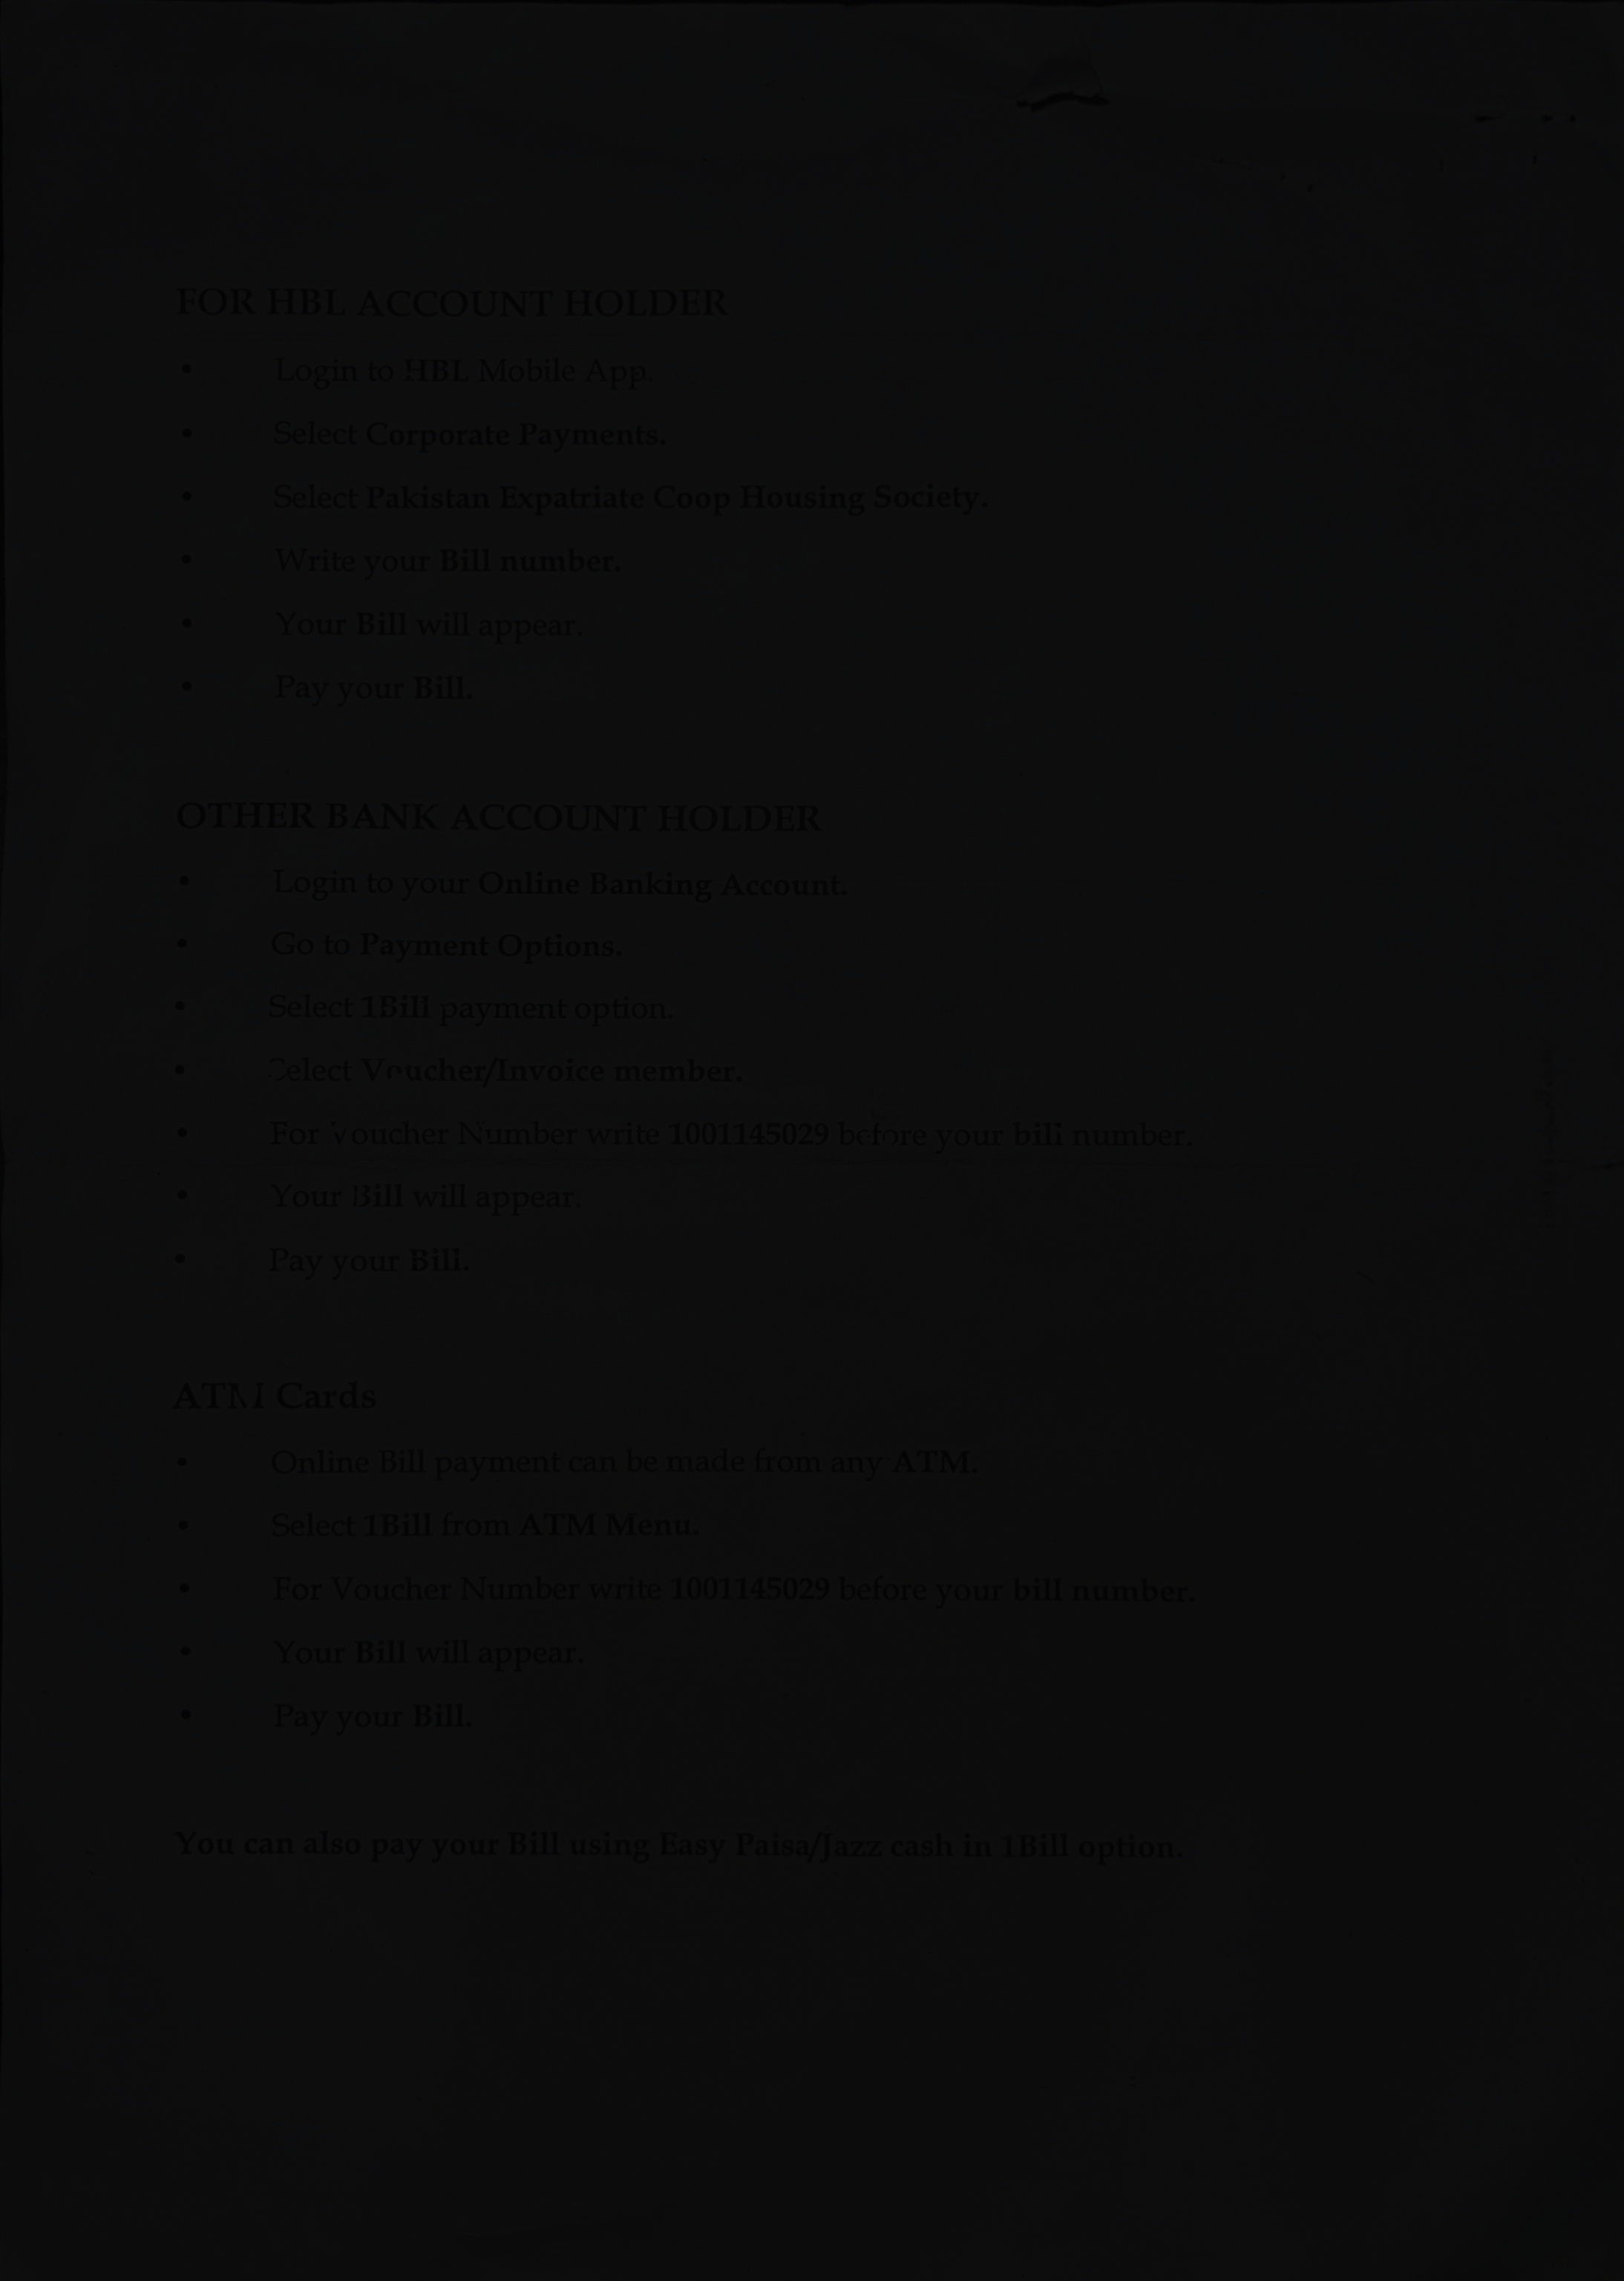 FOR HBL ACCOUNT HOLDER
• Login to HBL Mobile App.
• Select Corporate Payments.
• Select Pakistan Expatriate Coop Housing Society.
• Write your Bill number.
• Your Bill will appear.
• Pay your Bill.
OTHER BANK ACCOUNT HOLDER
• Login to your Online Banking Account.
• Go to Payment Options.
• Select 1Bill payment option.
• Select Voucher/Invoice member.
• For Voucher Number write 1001145029 before your bill number.
• Your Bill will appear.
• Pay your Bill.
ATM Cards
• Online Bill payment can be made from any ATM.
• Select 1Bill from ATM Menu.
• For Voucher Number write 1001145029 before your bill number.
• Your Bill will appear.
• Pay your Bill.
You can also pay your Bill using Easy Paisa/Jazz cash in 1Bill option.